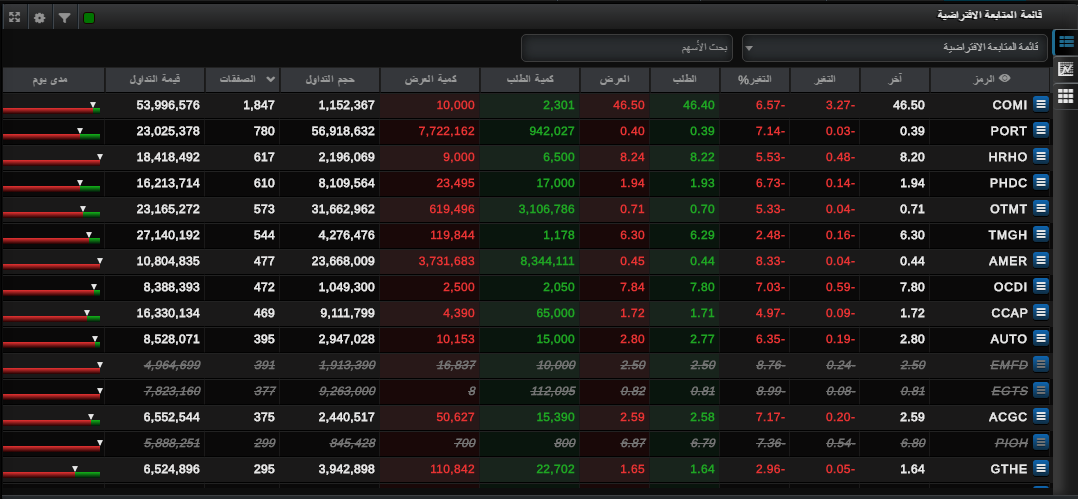 قائمة المتابعة الافتراضية
قائمة المتابعة الافتراضية بحث الأسهم
الرمز آخر التغير التغير% الطلب العرض كمية الطلب كمية العرض حجم التداول الصفقات قيمة التداول مدى يوم
COMI 46.50 3.27- 6.57- 46.40 46.50 2,301 10,000 1,152,367 1,847 53,996,576
PORT 0.39 0.03- 7.14- 0.39 0.40 942,027 7,722,162 56,918,632 780 23,025,378
HRHO 8.20 0.48- 5.53- 8.22 8.24 6,500 9,000 2,196,069 617 18,418,492
PHDC 1.94 0.14- 6.73- 1.93 1.94 17,000 23,495 8,109,564 610 16,213,714
OTMT 0.71 0.04- 5.33- 0.70 0.71 3,106,786 619,496 31,662,962 573 23,165,272
TMGH 6.30 0.16- 2.48- 6.29 6.30 1,178 119,844 4,276,476 544 27,140,192
AMER 0.44 0.04- 8.33- 0.44 0.45 8,344,111 3,731,683 23,668,009 477 10,804,835
OCDI 7.80 0.59- 7.03- 7.80 7.84 2,050 2,500 1,049,300 472 8,388,393
CCAP 1.72 0.09- 4.97- 1.71 1.72 65,000 4,390 9,111,799 469 16,330,134
AUTO 2.80 0.19- 6.35- 2.77 2.80 15,000 10,153 2,947,028 395 8,528,071
EMFD 2.50 0.24- 8.76- 2.50 2.50 10,000 16,837 1,913,390 391 4,964,699
EGTS 0.81 0.08- 8.99- 0.81 0.82 112,095 8 9,263,000 377 7,823,160
ACGC 2.59 0.20- 7.17- 2.58 2.59 15,390 50,627 2,440,517 375 6,552,544
PIOH 6.80 0.54- 7.36- 6.79 6.87 800 700 845,428 299 5,888,251
GTHE 1.64 0.05- 2.96- 1.64 1.65 22,702 110,842 3,942,898 295 6,524,896